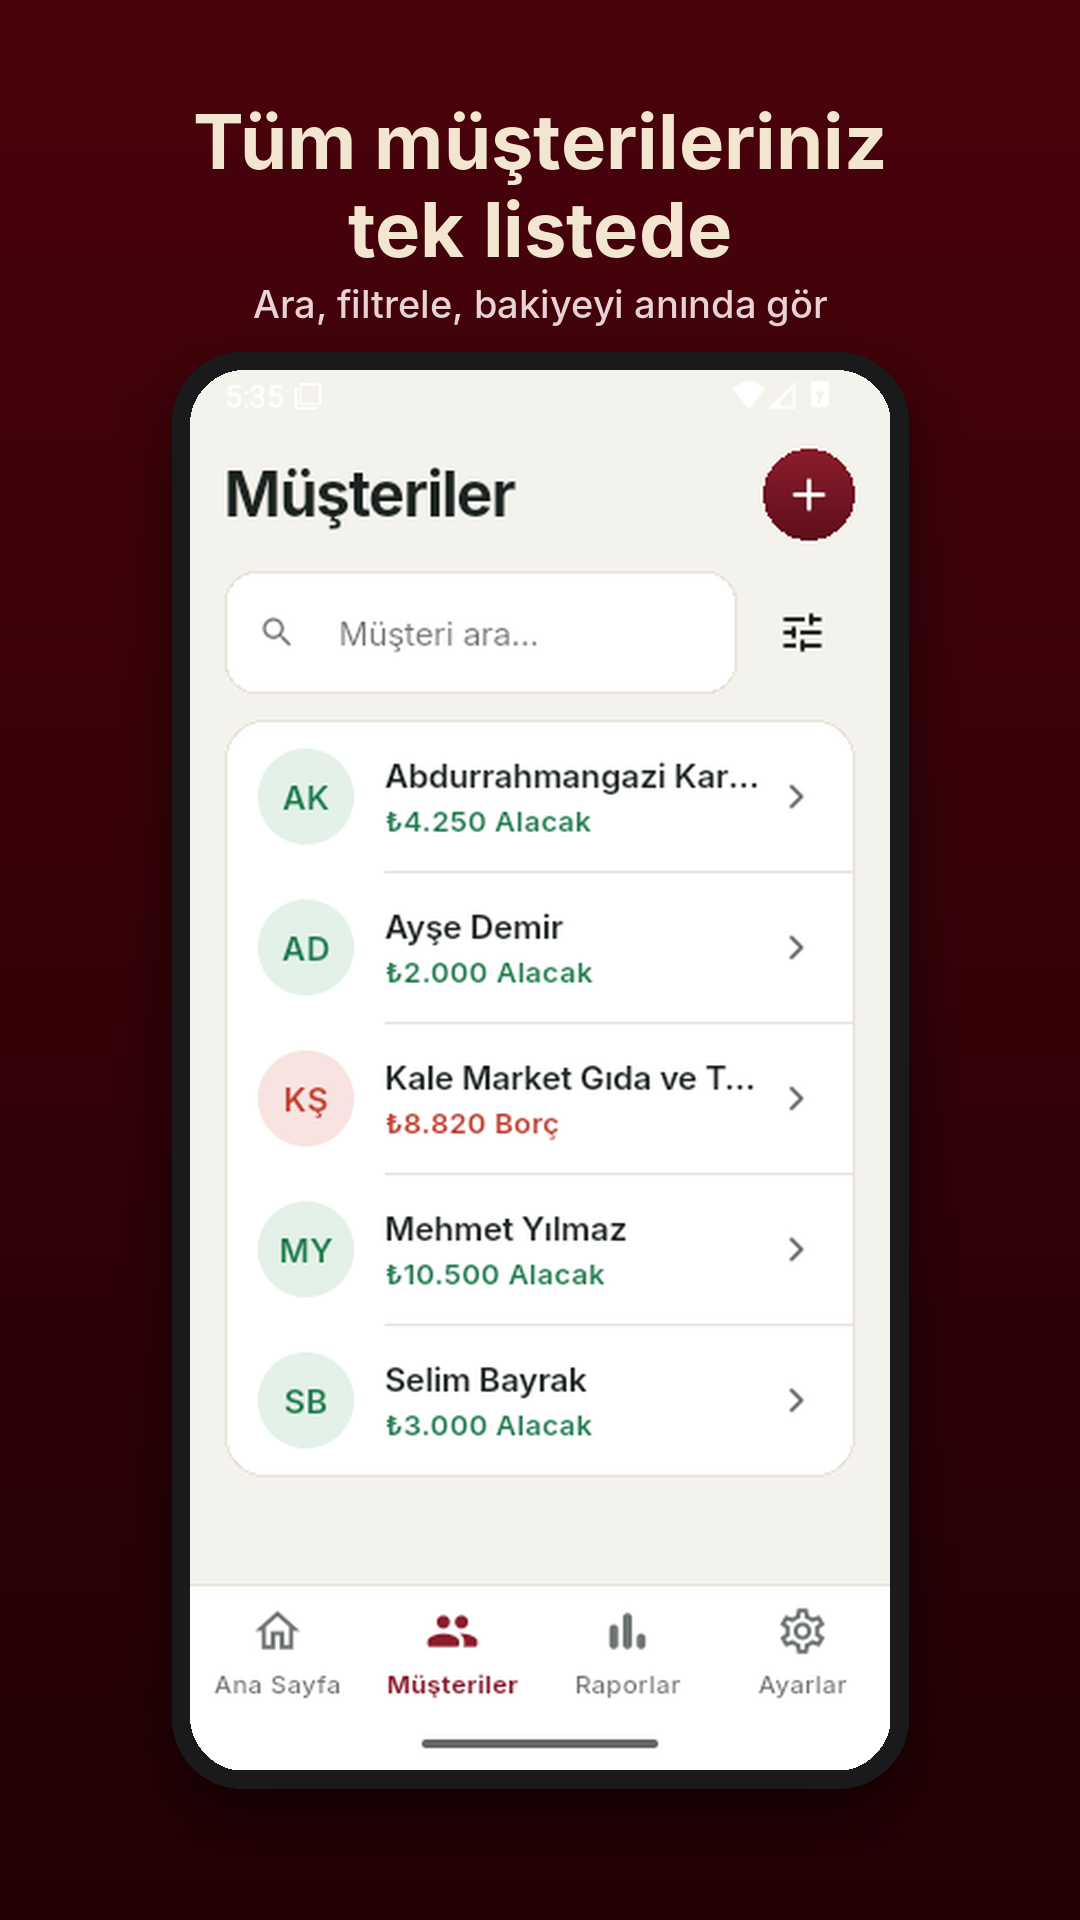 Tüm müşterileriniz
tek listede
Ara, filtrele, bakiyeyi anında gör
5:35
Müşteriler
Müşteri ara...
AK
Abdurrahmangazi Kar...
₺4.250 Alacak
AD
Ayşe Demir
₺2.000 Alacak
KŞ
Kale Market Gıda ve T...
₺8.820 Borç
MY
Mehmet Yılmaz
₺10.500 Alacak
SB
Selim Bayrak
₺3.000 Alacak
Ana Sayfa
Müşteriler
Raporlar
Ayarlar